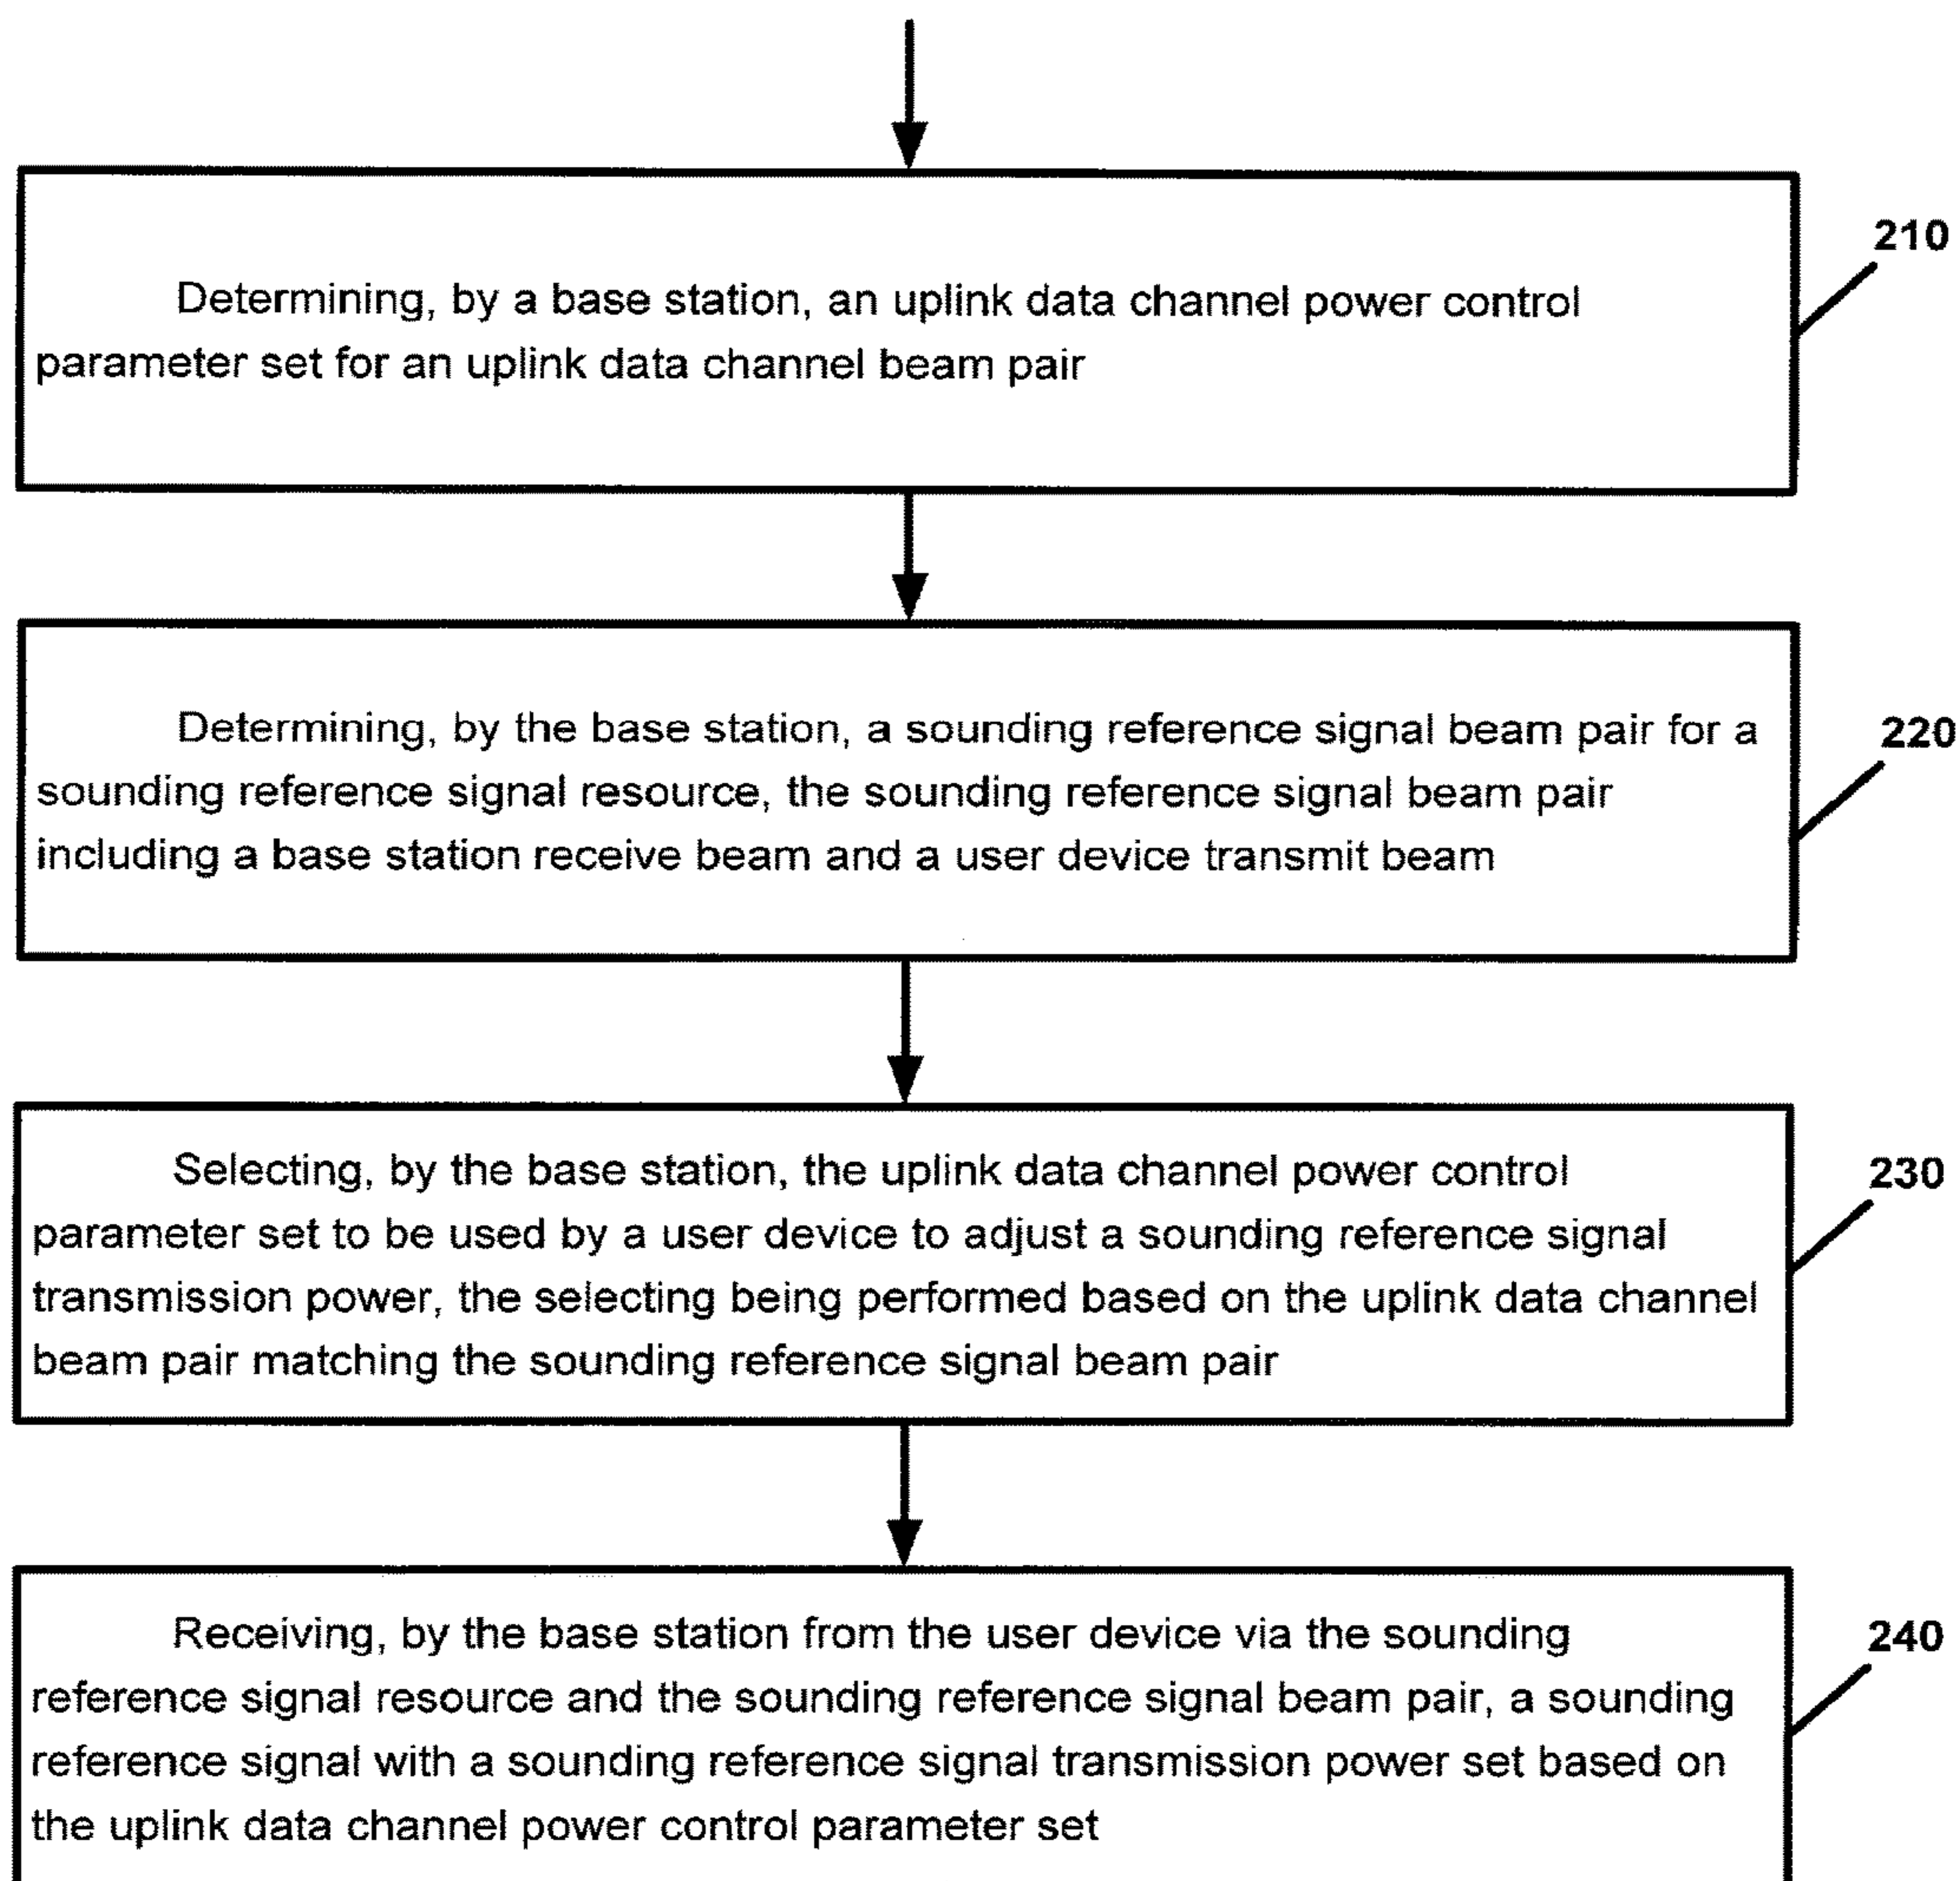 210
Determining, by a base station, an uplink data channel power control
parameter set for an uplink data channel beam pair
220
Determining, by the base station, a sounding reference signal beam pair for a
sounding reference signal resource, the sounding reference signal beam pair
including a base station receive beam and a user device transmit beam
230
Selecting, by the base station, the uplink data channel power control
parameter set to be used by a user device to adjust a sounding reference signal
transmission power, the selecting being performed based on the uplink data channel
beam pair matching the sounding reference signal beam pair
240
Receiving, by the base station from the user device via the sounding
reference signal resource and the sounding reference signal beam pair, a sounding
reference signal with a sounding reference signal transmission power set based on
the uplink data channel power control parameter set